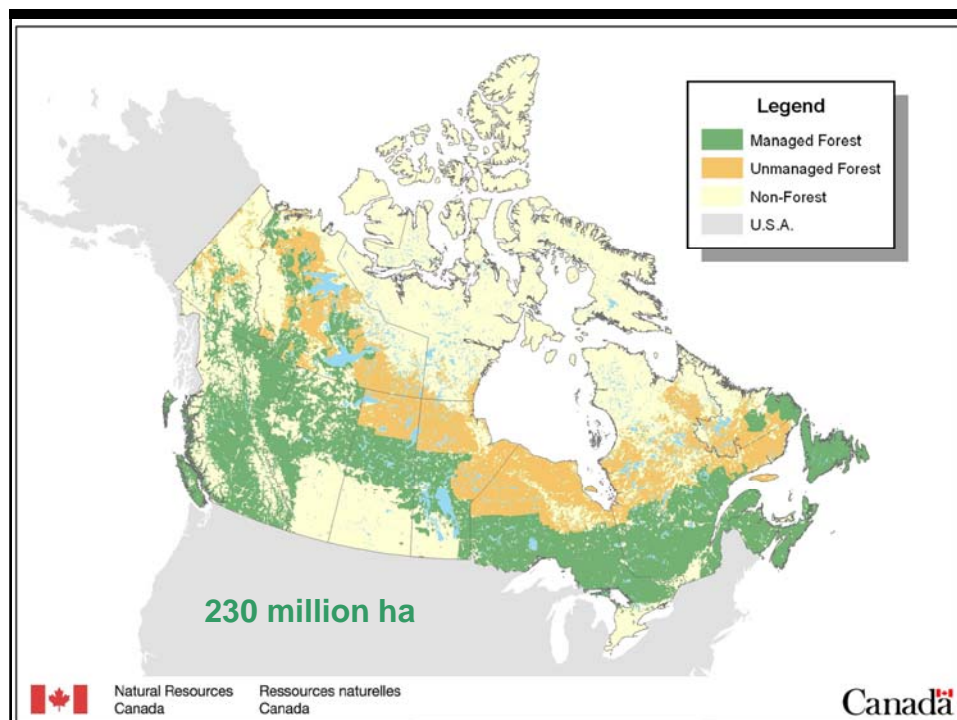 Legend
Managed Forest
Unmanaged Forest
Non-Forest
U.S.A.
230 million ha
Natural Resources Canada
Ressources naturelles Canada
Canada